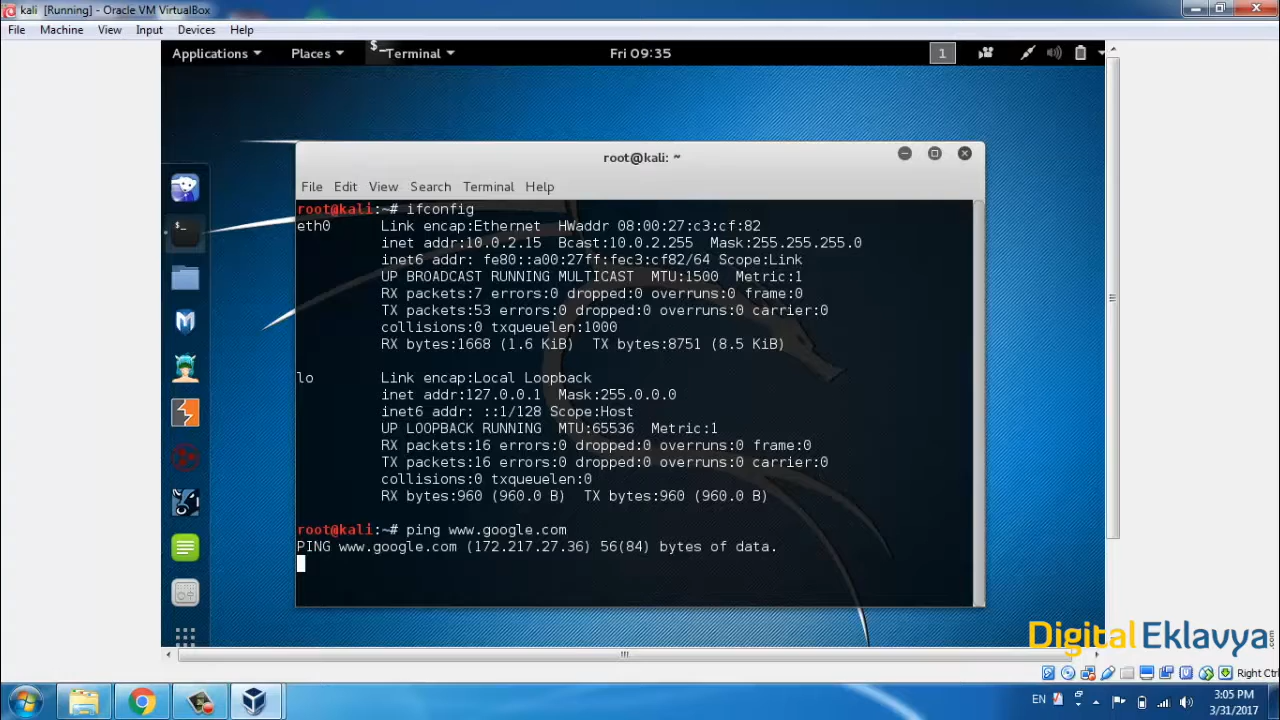 kali [Running] - Oracle VM VirtualBox
File Machine View Input Devices Help
Applications Places Terminal Fri 09:35 1
root@kali: ~
File Edit View Search Terminal Help
root@kali:~# ifconfig
eth0 Link encap:Ethernet HWaddr 08:00:27:c3:cf:82
inet addr:10.0.2.15 Bcast:10.0.2.255 Mask:255.255.255.0
inet6 addr: fe80::a00:27ff:fec3:cf82/64 Scope:Link
UP BROADCAST RUNNING MULTICAST MTU:1500 Metric:1
RX packets:7 errors:0 dropped:0 overruns:0 frame:0
TX packets:53 errors:0 dropped:0 overruns:0 carrier:0
collisions:0 txqueuelen:1000
RX bytes:1668 (1.6 KiB) TX bytes:8751 (8.5 KiB)
lo Link encap:Local Loopback
inet addr:127.0.0.1 Mask:255.0.0.0
inet6 addr: ::1/128 Scope:Host
UP LOOPBACK RUNNING MTU:65536 Metric:1
RX packets:16 errors:0 dropped:0 overruns:0 frame:0
TX packets:16 errors:0 dropped:0 overruns:0 carrier:0
collisions:0 txqueuelen:0
RX bytes:960 (960.0 B) TX bytes:960 (960.0 B)
root@kali:~# ping www.google.com
PING www.google.com (172.217.27.36) 56(84) bytes of data.
Digital Eklavya.com
Right Ctrl
EN 3:05 PM
3/31/2017